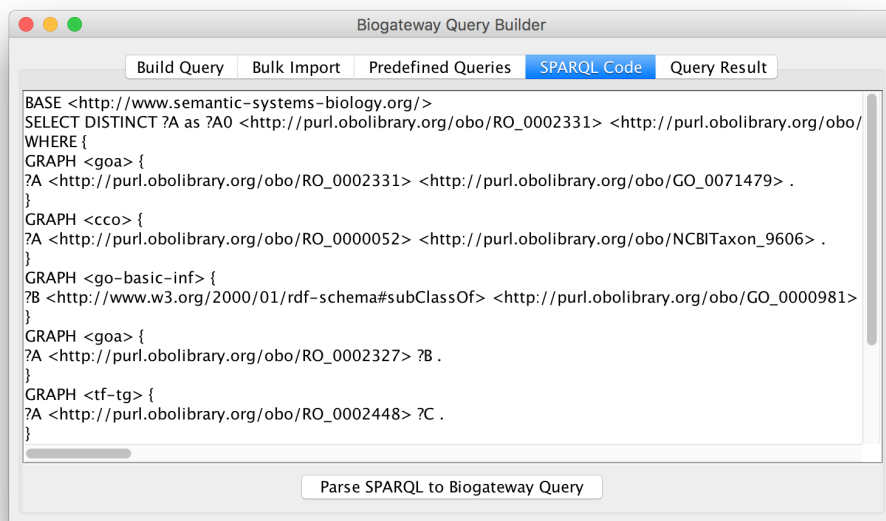 Biogateway Query Builder
Build Query Bulk Import Predefined Queries SPARQL Code Query Result
BASE <http://www.semantic-systems-biology.org/>
SELECT DISTINCT ?A as ?A0 <http://purl.obolibrary.org/obo/RO_0002331> <http://purl.obolibrary.org/obo/
WHERE {
GRAPH <goa> {
?A <http://purl.obolibrary.org/obo/RO_0002331> <http://purl.obolibrary.org/obo/GO_0071479> .
}
GRAPH <cco> {
?A <http://purl.obolibrary.org/obo/RO_0000052> <http://purl.obolibrary.org/obo/NCBITaxon_9606> .
}
GRAPH <go-basic-inf> {
?B <http://www.w3.org/2000/01/rdf-schema#subClassOf> <http://purl.obolibrary.org/obo/GO_0000981>
}
GRAPH <goa> {
?A <http://purl.obolibrary.org/obo/RO_0002327> ?B .
}
GRAPH <tf-tg> {
?A <http://purl.obolibrary.org/obo/RO_0002448> ?C .
}
Parse SPARQL to Biogateway Query